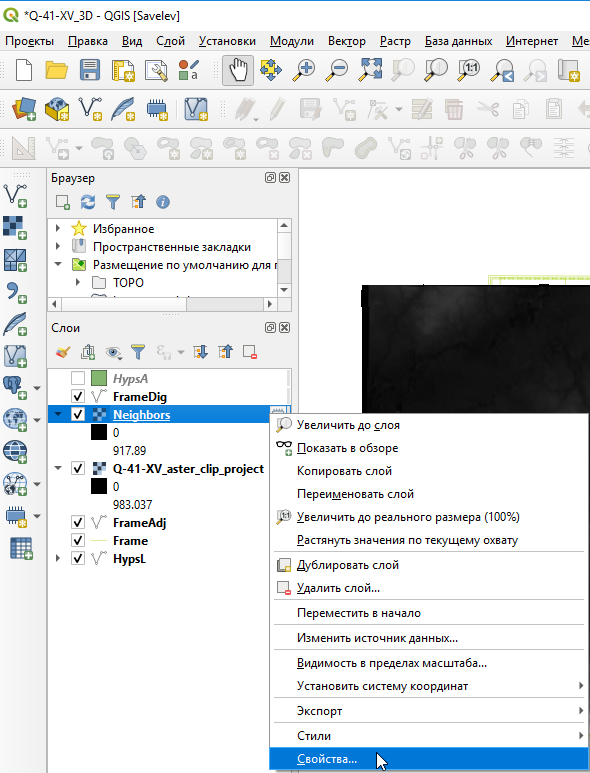 *Q-41-XV_3D - QGIS [Savelev]
Проекты Правка Вид Слой Установки Модули Вектор Растр База данных Интернет Ме
Браузер
Избранное
Пространственные закладки
Размещение по умолчанию для г
TOPO
Слои
HypsA
FrameDig
Neighbors
0
917.89
Q-41-XV_aster_clip_project
0
983.037
FrameAdj
Frame
HypsL
Увеличить до слоя
Показать в обзоре
Копировать слой
Переименовать слой
Увеличить до реального размера (100%)
Растянуть значения по текущему охвату
Дублировать слой
Удалить слой...
Переместить в начало
Изменить источник данных...
Видимость в пределах масштаба...
Установить систему координат
Экспорт
Стили
Свойства...